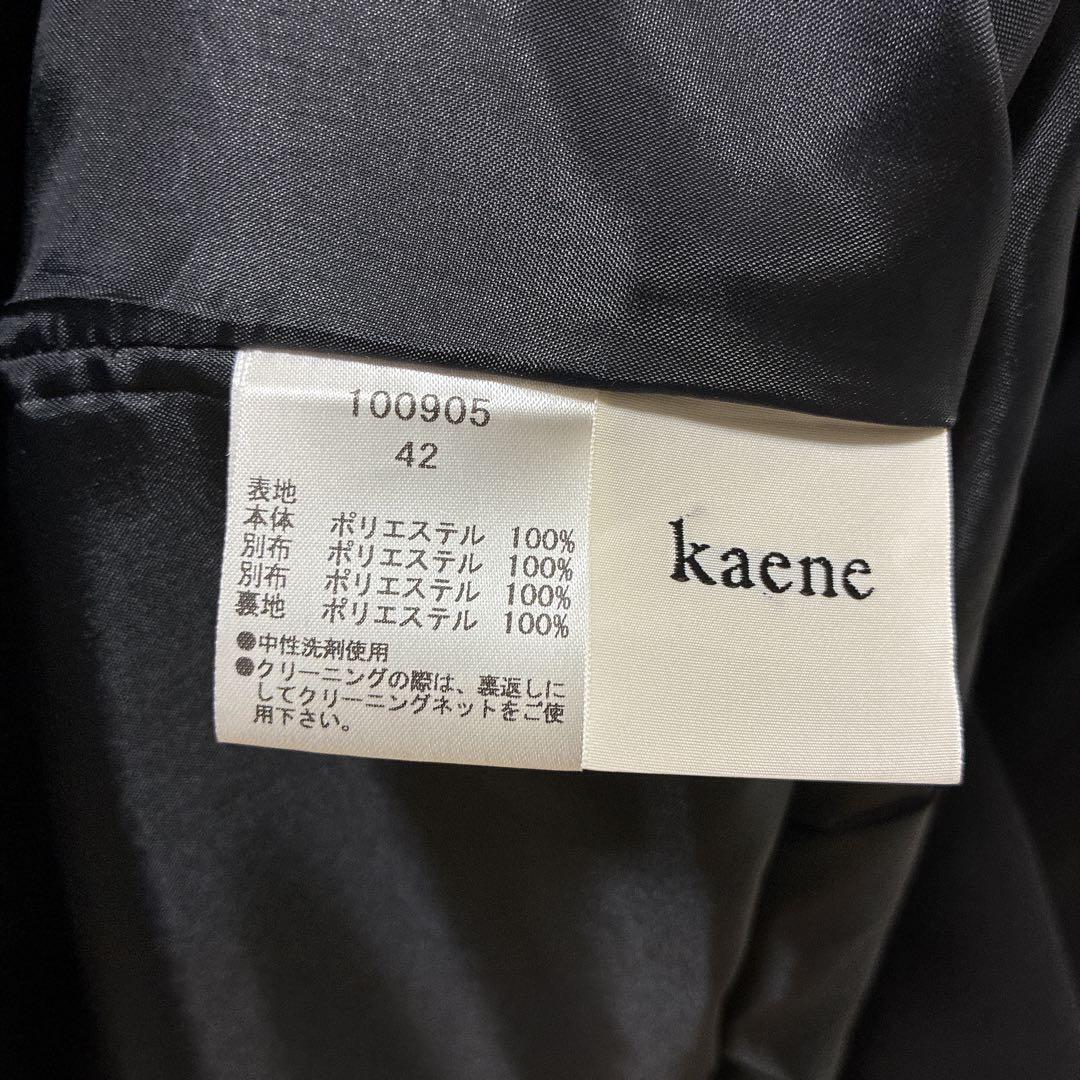 100905
42
表地
本体 ポリエステル 100%
別布 ポリエステル 100%
別布 ポリエステル 100%
裏地 ポリエステル 100%
●中性洗剤使用
●クリーニングの際は、裏返しに
してクリーニングネットをご使
用下さい。
kaene